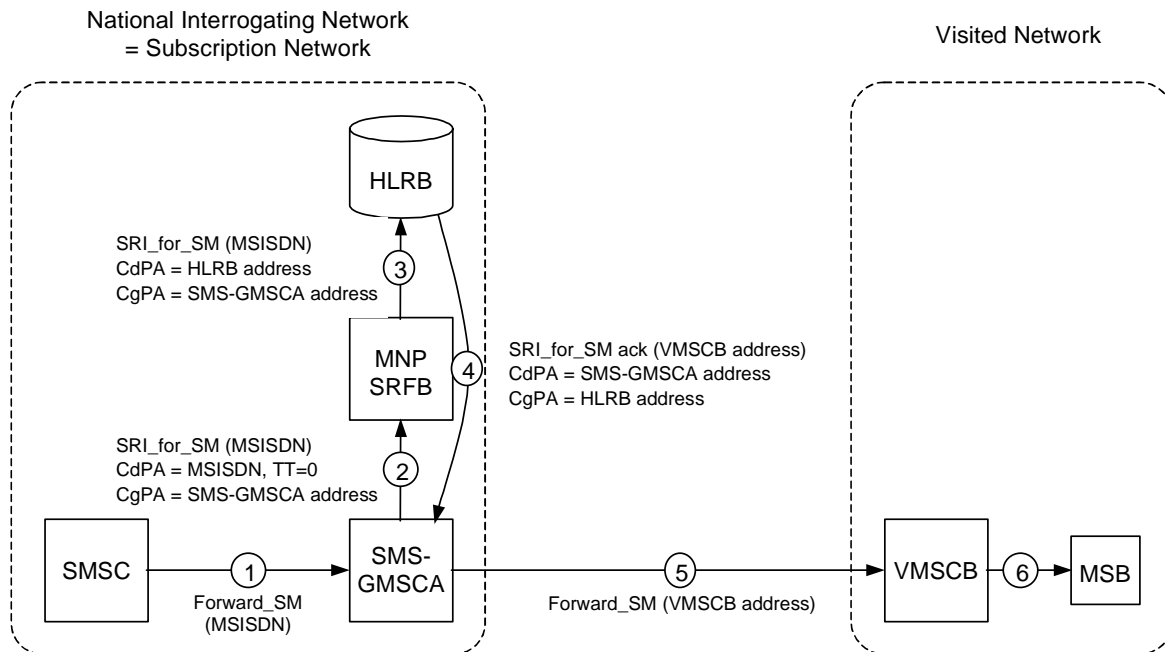 National Interrogating Network
= Subscription Network
Visited Network
HLRB
SRI_for_SM (MSISDN)
CdPA = HLRB address
CgPA = SMS-GMSCA address
3
MNP
SRFB
4
SRI_for_SM ack (VMSCB address)
CdPA = SMS-GMSCA address
CgPA = HLRB address
SRI_for_SM (MSISDN)
CdPA = MSISDN, TT=0
CgPA = SMS-GMSCA address
2
SMSC
1
Forward_SM
(MSISDN)
SMS-
GMSCA
5
Forward_SM (VMSCB address)
VMSCB
6
MSB